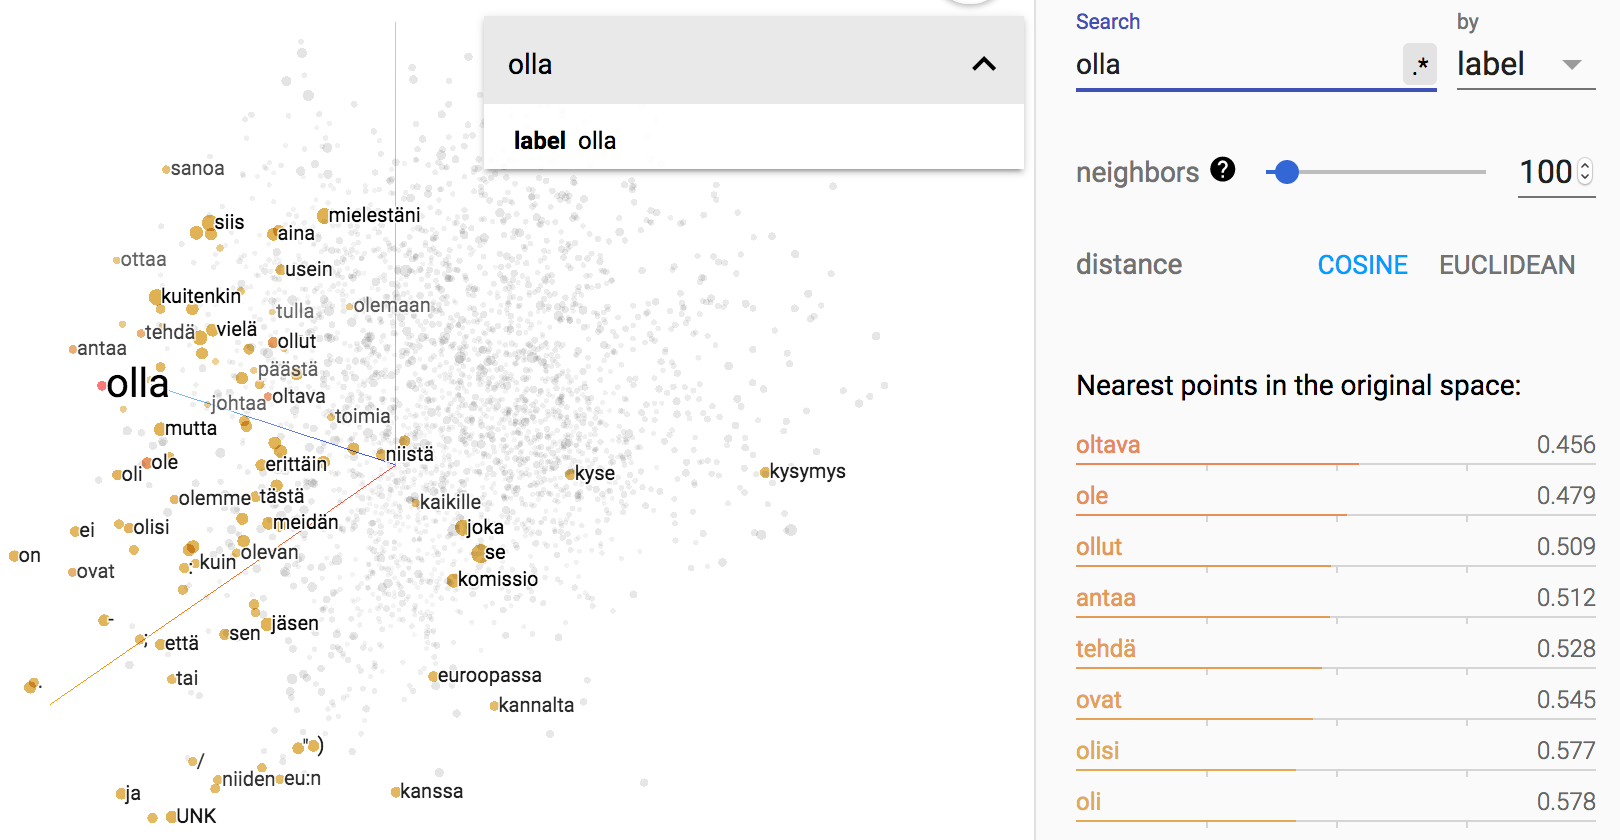 olla
label olla
sanoa
mielestäni
siis
aina
ottaa
usein
kuitenkin
tulla
olemaan
tehdä
vielä
ollut
antaa
päästä
olla
johtaa
oltava
toimia
mutta
niistä
ole
erittäin
oli
kyse
kysymys
olemme
tästä
kaikille
ei
olisi
meidän
joka
on
: kuin
olevan
se
ovat
komissio
-
jäsen
;
että
sen
tai
euroopassa
.
kannalta
" )
/
niiden
eu:n
ja
kanssa
UNK
Search
by
olla
.*
label
neighbors ?
100
distance
COSINE
EUCLIDEAN
Nearest points in the original space:
oltava 0.456
ole 0.479
ollut 0.509
antaa 0.512
tehdä 0.528
ovat 0.545
olisi 0.577
oli 0.578